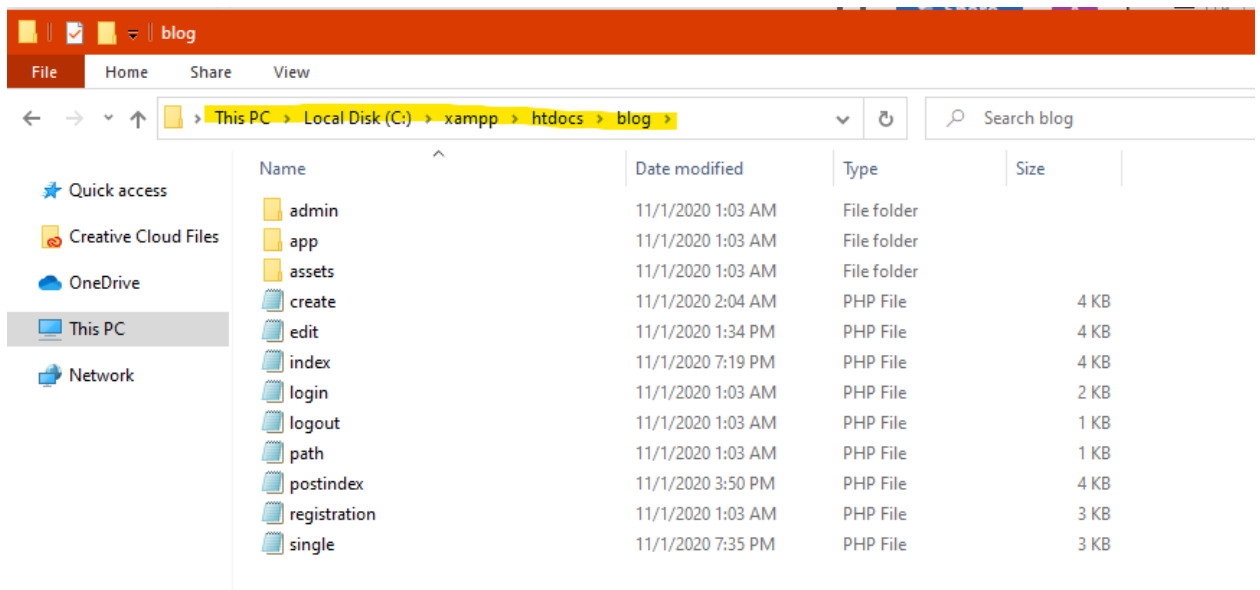 blog
File Home Share View
This PC > Local Disk (C:) > xampp > htdocs > blog >
Search blog
Name Date modified Type Size
Quick access
Creative Cloud Files
OneDrive
This PC
Network
admin 11/1/2020 1:03 AM File folder
app 11/1/2020 1:03 AM File folder
assets 11/1/2020 1:03 AM File folder
create 11/1/2020 2:04 AM PHP File 4 KB
edit 11/1/2020 1:34 PM PHP File 4 KB
index 11/1/2020 7:19 PM PHP File 4 KB
login 11/1/2020 1:03 AM PHP File 2 KB
logout 11/1/2020 1:03 AM PHP File 1 KB
path 11/1/2020 1:03 AM PHP File 1 KB
postindex 11/1/2020 3:50 PM PHP File 4 KB
registration 11/1/2020 1:03 AM PHP File 3 KB
single 11/1/2020 7:35 PM PHP File 3 KB